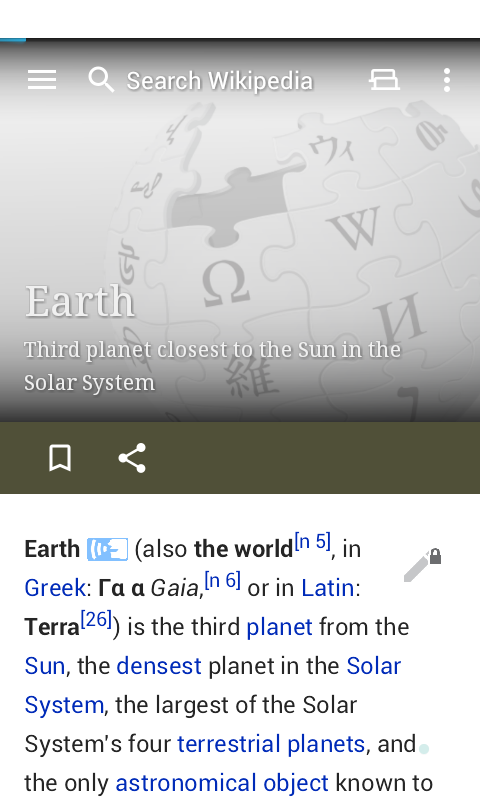 Search Wikipedia
ウィ
W
Ω
И
維
Earth
Third planet closest to the Sun in the
Solar System
Earth (also the world[n 5], in
Greek: Γα α Gaia,[n 6] or in Latin:
Terra[26]) is the third planet from the
Sun, the densest planet in the Solar
System, the largest of the Solar
System's four terrestrial planets, and
the only astronomical object known to